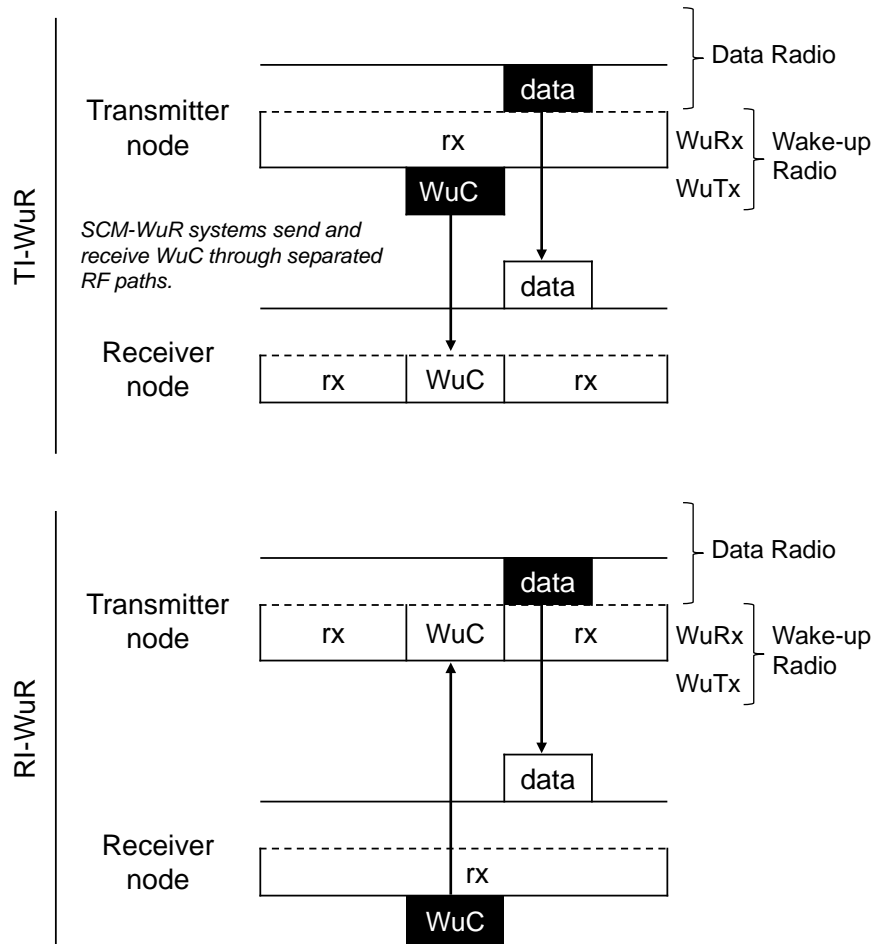 TI-WuR
Data Radio
data
Transmitter
node
rx
WuRx
Wake-up
Radio
WuTx
WuC
SCM-WuR systems send and
receive WuC through separated
RF paths.
data
Receiver
node
rx
WuC
rx
RI-WuR
Data Radio
data
Transmitter
node
rx
WuC
rx
WuRx
Wake-up
Radio
WuTx
data
Receiver
node
rx
WuC